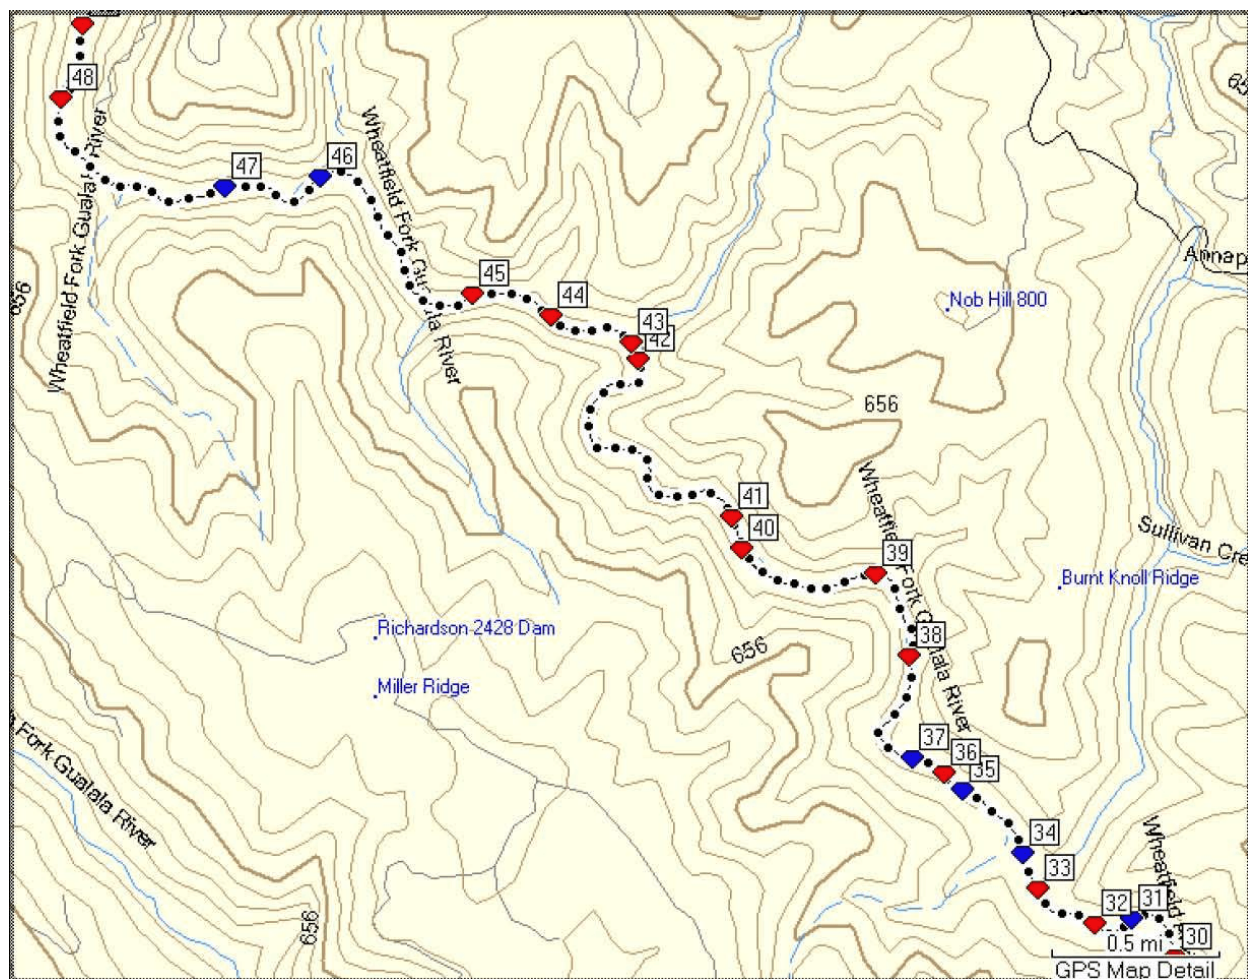 48
Wheatfield Fork Gualala River
47
46
Wheatfield Fork Gualala River
656
Annap
45
44
43
42
Nob Hill 800
656
41
40
39
Wheatfield Fork Gualala River
Sullivan Cre
Burnt Knoll Ridge
Richardson 2428 Dam
38
656
Miller Ridge
Fork Gualala River
37
36
35
34
33
Wheatfield
32
31
30
656
0.5 mi
GPS Map Detail